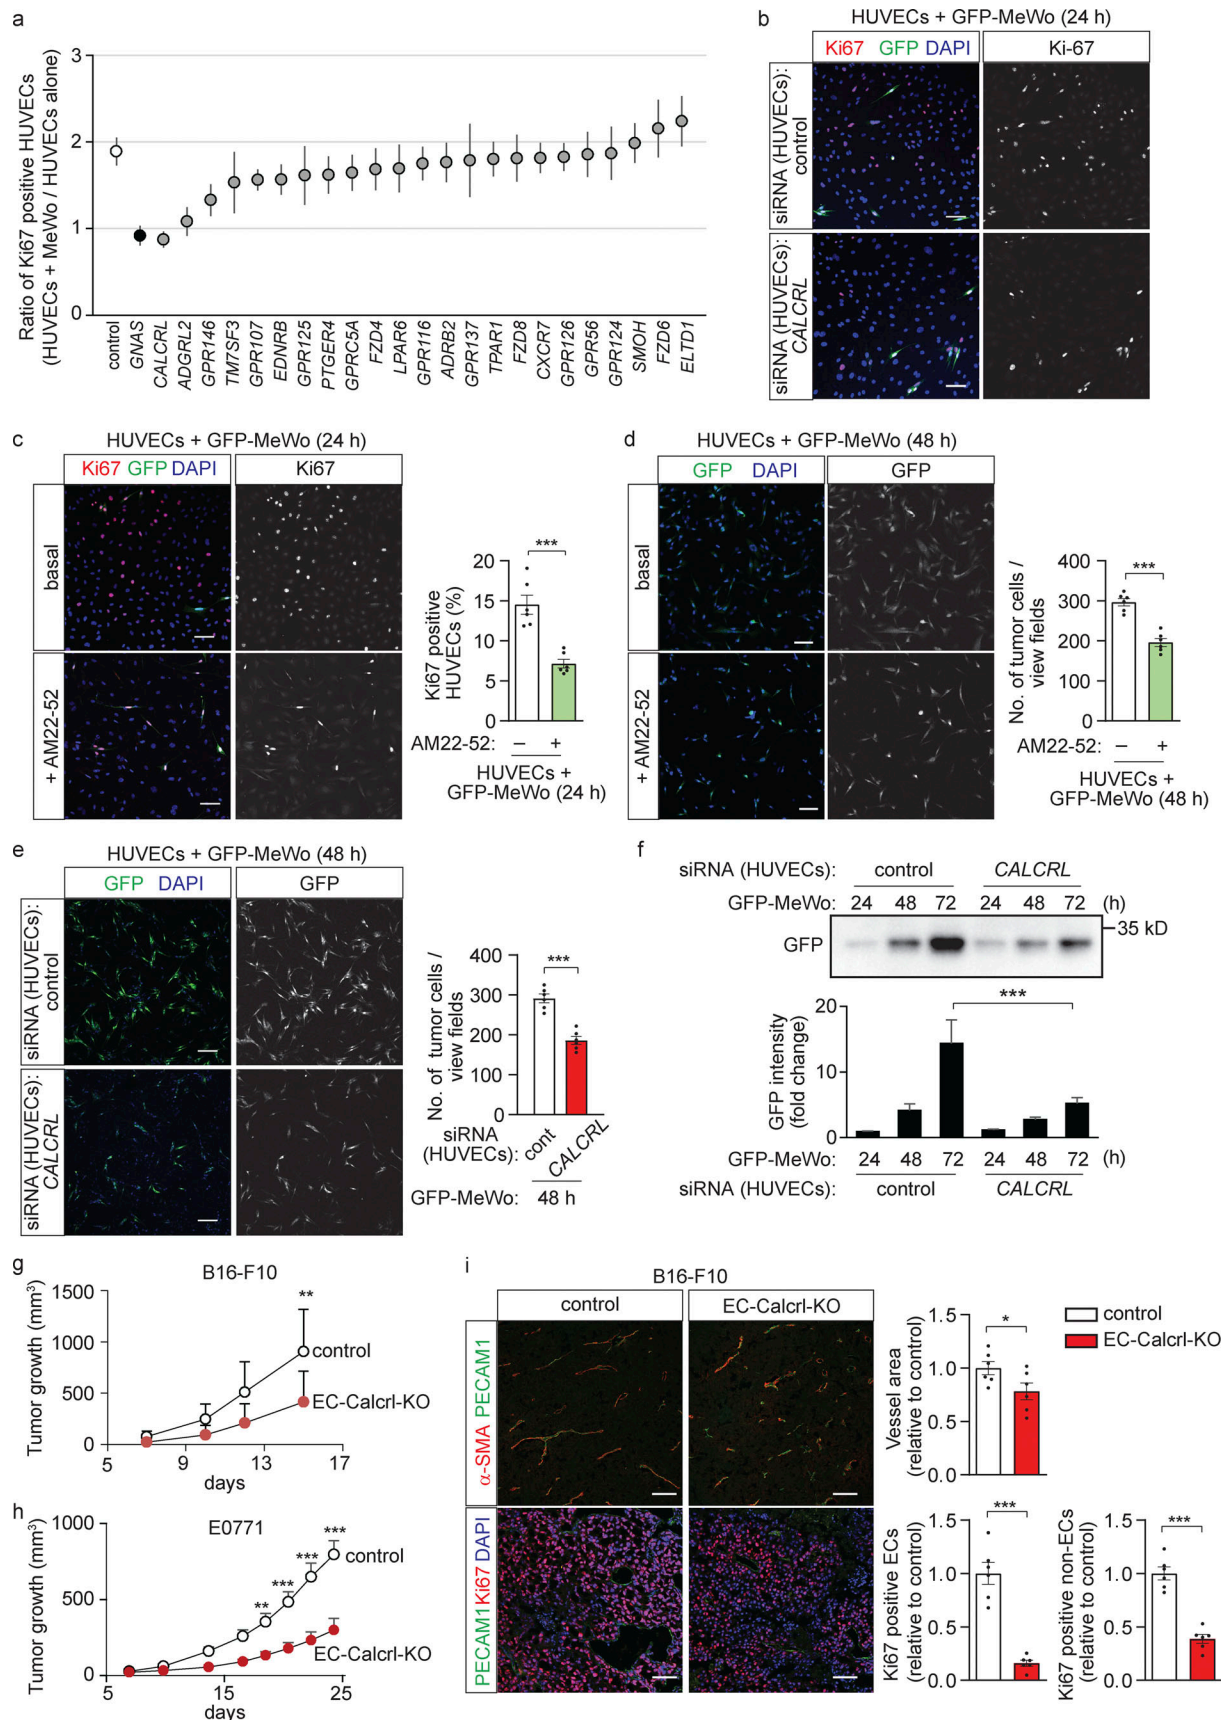 a
Ratio of Ki67 positive HUVECs
(HUVECs + MeWo / HUVECs alone)
3
2
1
0
control
GNAS
CALCRL
ADGRL2
GPR146
TM7SF3
GPR107
EDNRB
GPR125
PTGER4
GPRC5A
FZD4
LPAR6
GPR116
ADRB2
GPR137
TPAR1
FZD8
CXCR7
GPR126
GPR56
GPR124
SMOH
FZD6
ELTD1
b
HUVECs + GFP-MeWo (24 h)
Ki67 GFP DAPI
Ki-67
siRNA (HUVECs):
control
siRNA (HUVECs):
CALCRL
c
HUVECs + GFP-MeWo (24 h)
Ki67 GFP DAPI
Ki67
basal
+ AM22-52
Ki67 positive
HUVECs (%)
20
15
10
5
0
***
AM22-52: – +
HUVECs +
GFP-MeWo (24 h)
d
HUVECs + GFP-MeWo (48 h)
GFP DAPI
GFP
basal
+ AM22-52
No. of tumor cells /
view fields
400
300
200
100
0
***
AM22-52: – +
HUVECs +
GFP-MeWo (48 h)
e
HUVECs + GFP-MeWo (48 h)
GFP DAPI
GFP
siRNA (HUVECs):
control
siRNA (HUVECs):
CALCRL
No. of tumor cells /
view fields
400
300
200
100
0
***
siRNA
(HUVECs):
cont
CALCRL
GFP-MeWo: 48 h
f
siRNA (HUVECs): control CALCRL
GFP-MeWo: 24 48 72 24 48 72 (h)
GFP
35 kD
GFP intensity
(fold change)
20
10
0
***
GFP-MeWo: 24 48 72 24 48 72 (h)
siRNA (HUVECs): control CALCRL
g
B16-F10
Tumor growth (mm³)
1500
1000
500
0
**
control
EC-Calcrl-KO
5 9 13 17
days
h
E0771
Tumor growth (mm³)
1000
500
0
**
***
***
***
control
EC-Calcrl-KO
5 15 25
days
i
B16-F10
control
EC-Calcrl-KO
α-SMA PECAM1
PECAM1 Ki67 DAPI
Vessel area
(relative to control)
1.5
1.0
0.5
0.0
*
control
EC-Calcrl-KO
Ki67 positive ECs
(relative to control)
1.5
1.0
0.5
0.0
***
Ki67 positive non-ECs
(relative to control)
1.5
1.0
0.5
0.0
***